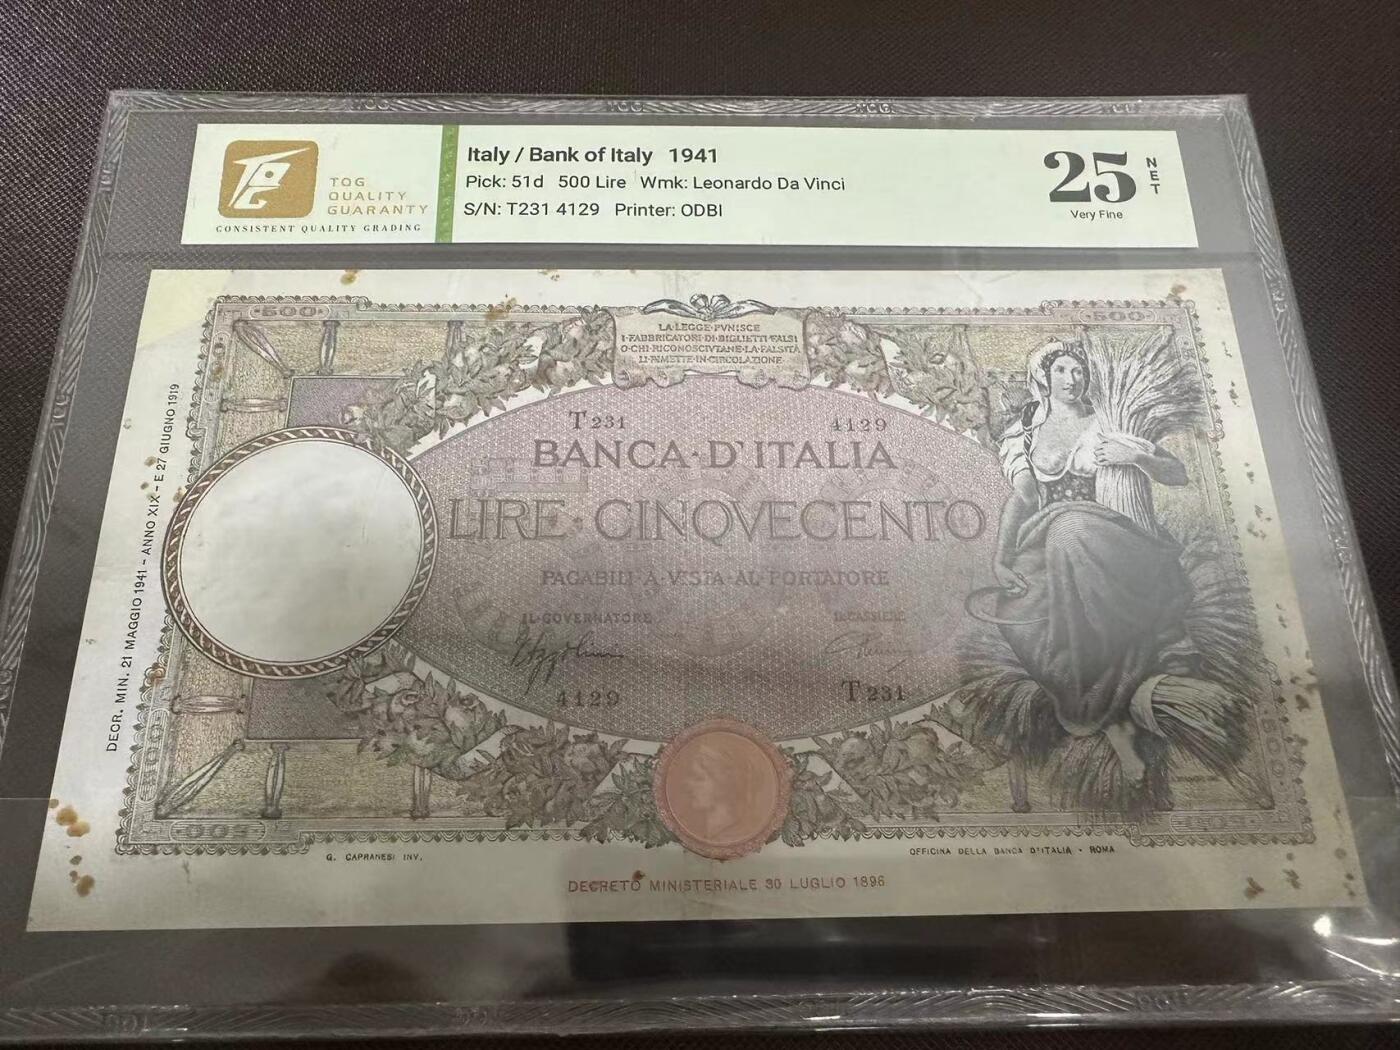 TQG
QUALITY
GUARANTY
CONSISTENT QUALITY GRADING
Italy / Bank of Italy 1941
Pick: 51d 500 Lire Wmk: Leonardo Da Vinci
S/N: T231 4129 Printer: ODBI
25
NET
Very Fine
500
500
LA·LEGGE·PVNISCE
I·FABBRICATORI·DI·BIGLIETTI·FALSI
O·CHI·RICONOSCIVTANE·LA·FALSITÀ
LI·RIMETTE·IN·CIRCOLAZIONE·
T231 4129
BANCA·D'ITALIA
LIRE·CINQVECENTO
PAGABILI·A·VISTA·AL·PORTATORE
IL·GOVERNATORE
IL·CASSIERE
4129 T231
DECR. MIN. 21 MAGGIO 1941 - ANNO XIX - E 27 GIUGNO 1919
500
G. CAPRANESI INV.
OFFICINA DELLA BANCA D'ITALIA · ROMA
DECRETO MINISTERIALE 30 LUGLIO 1896